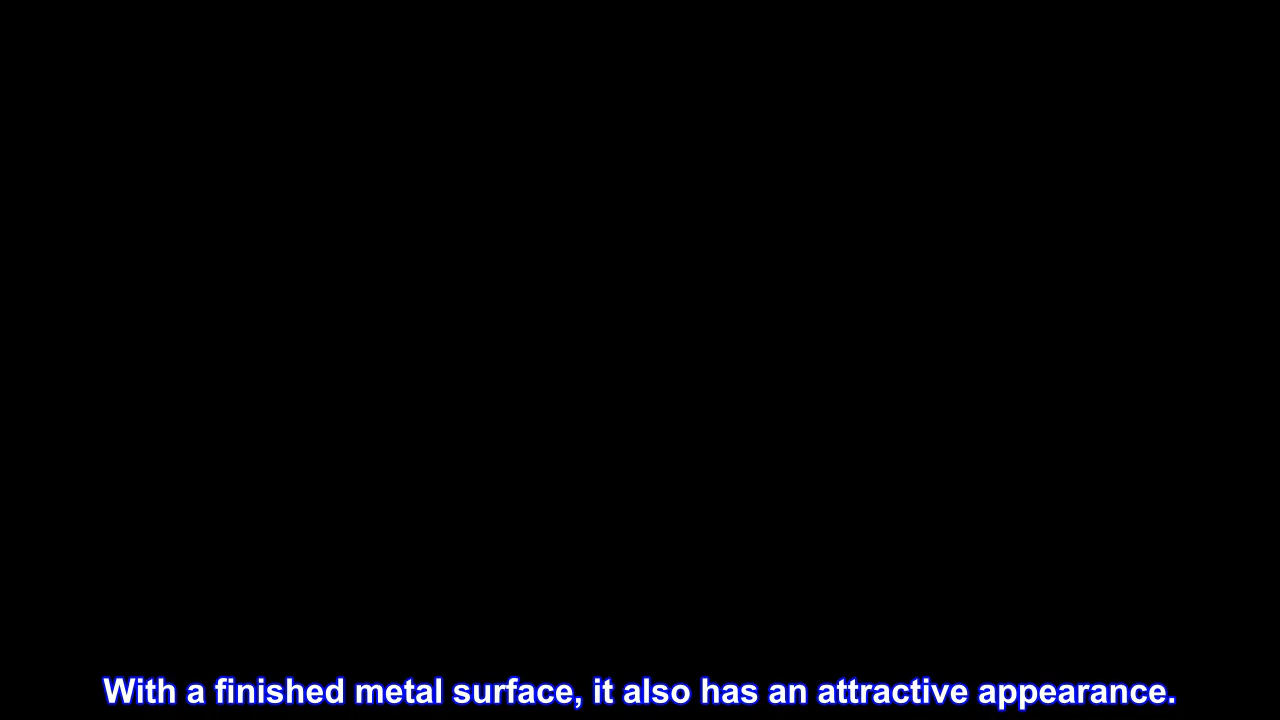 With a finished metal surface, it also has an attractive appearance.